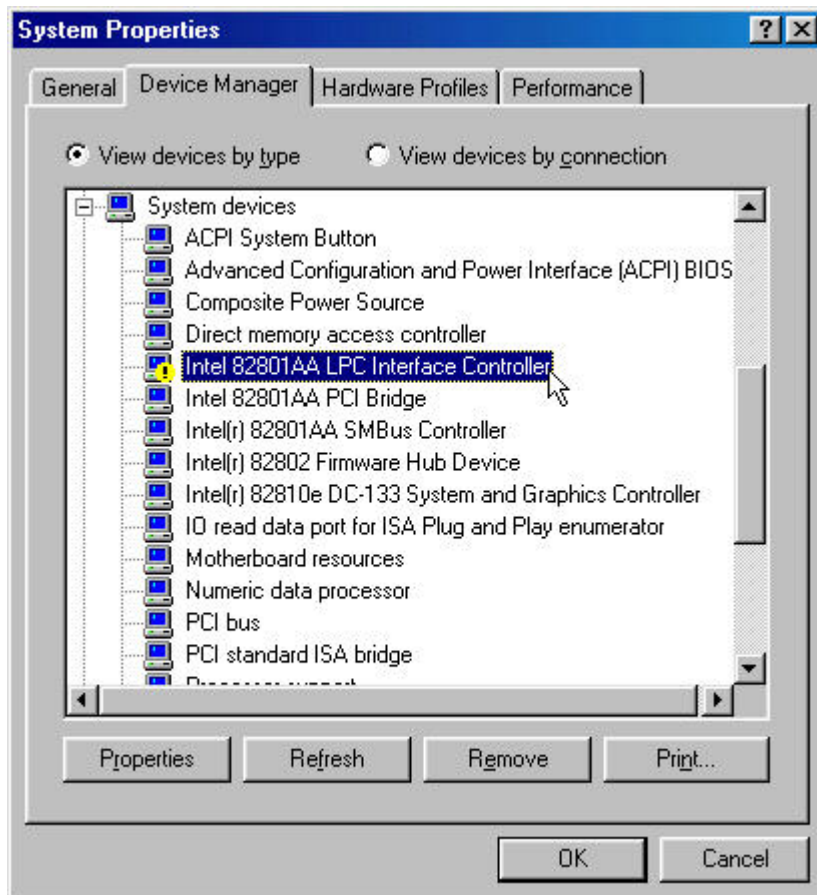 System Properties
General Device Manager Hardware Profiles Performance
View devices by type View devices by connection
System devices
ACPI System Button
Advanced Configuration and Power Interface (ACPI) BIOS
Composite Power Source
Direct memory access controller
Intel 82801AA LPC Interface Controller
Intel 82801AA PCI Bridge
Intel(r) 82801AA SMBus Controller
Intel(r) 82802 Firmware Hub Device
Intel(r) 82810e DC-133 System and Graphics Controller
IO read data port for ISA Plug and Play enumerator
Motherboard resources
Numeric data processor
PCI bus
PCI standard ISA bridge
Properties Refresh Remove Print...
OK Cancel